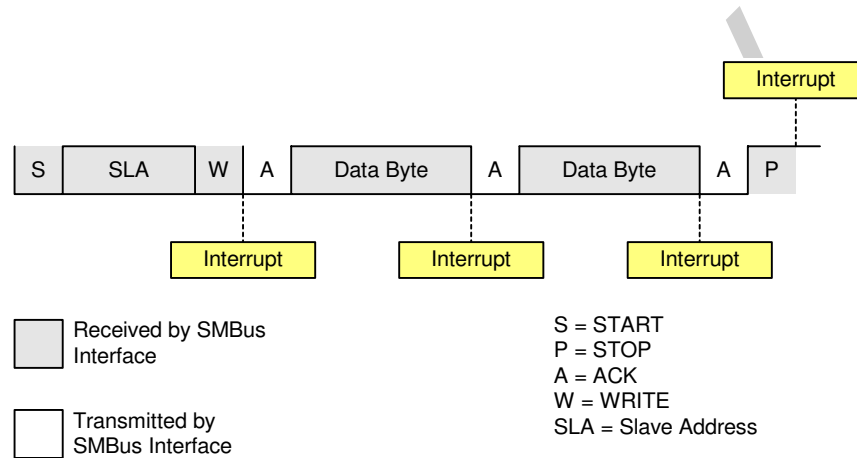 Interrupt
S SLA W A Data Byte A Data Byte A P
Interrupt Interrupt Interrupt
Received by SMBus
Interface
Transmitted by
SMBus Interface
S = START
P = STOP
A = ACK
W = WRITE
SLA = Slave Address